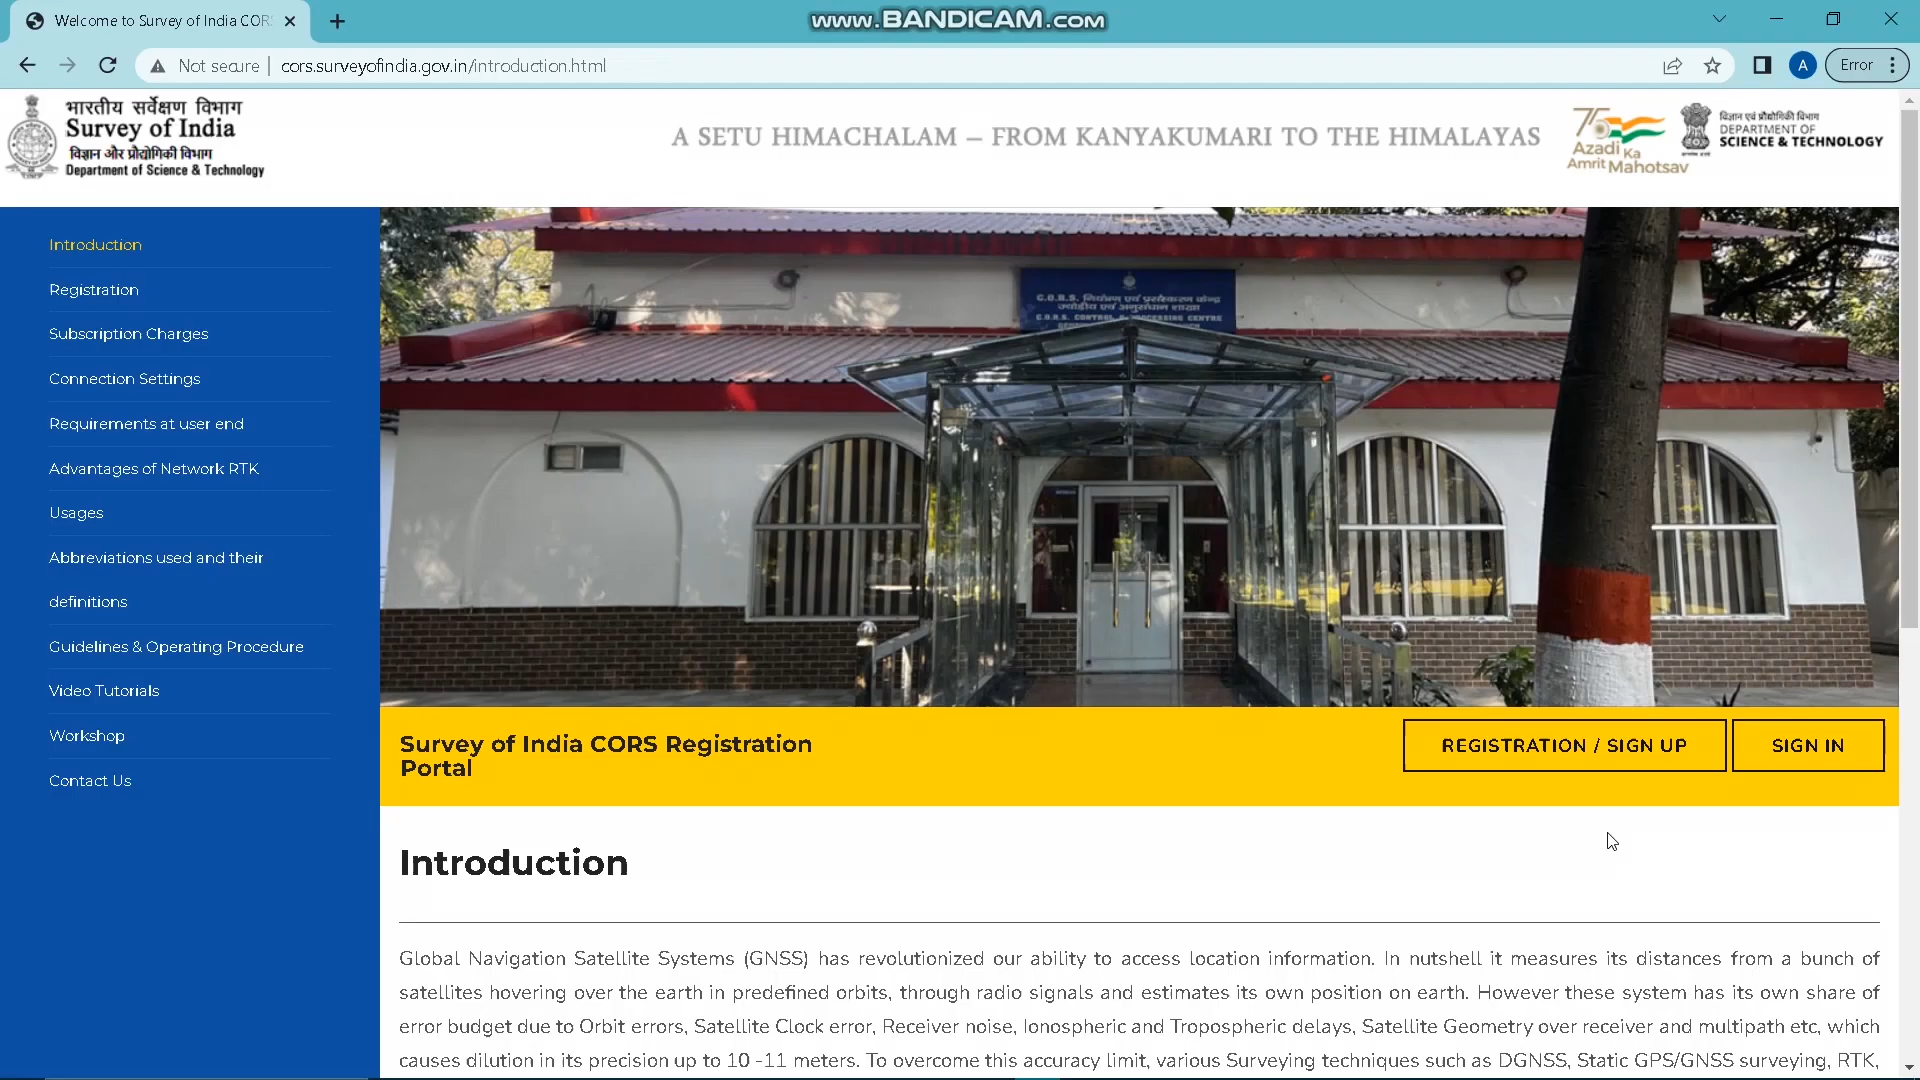 Welcome to Survey of India COR
www.BANDICAM.com
Not secure
cors.surveyofindia.gov.in/introduction.html
A
Error
भारतीय सर्वेक्षण विभाग
Survey of India
विज्ञान और प्रौद्योगिकी विभाग
Department of Science & Technology
A SETU HIMACHALAM – FROM KANYAKUMARI TO THE HIMALAYAS
75
Azadi Ka
Amrit Mahotsav
विज्ञान एवं प्रौद्योगिकी विभाग
DEPARTMENT OF
SCIENCE & TECHNOLOGY
Introduction
Registration
Subscription Charges
Connection Settings
Requirements at user end
Advantages of Network RTK
Usages
Abbreviations used and their
definitions
Guidelines & Operating Procedure
Video Tutorials
Workshop
Contact Us
C.O.R.S. नियंत्रण एवं प्रसंस्करण केन्द्र
C.O.R.S. CONTROL & PROCESSING CENTRE
Survey of India CORS Registration
Portal
REGISTRATION / SIGN UP
SIGN IN
Introduction
Global Navigation Satellite Systems (GNSS) has revolutionized our ability to access location information. In nutshell it measures its distances from a bunch of
satellites hovering over the earth in predefined orbits, through radio signals and estimates its own position on earth. However these system has its own share of
error budget due to Orbit errors, Satellite Clock error, Receiver noise, Ionospheric and Tropospheric delays, Satellite Geometry over receiver and multipath etc, which
causes dilution in its precision up to 10 -11 meters. To overcome this accuracy limit, various Surveying techniques such as DGNSS, Static GPS/GNSS surveying, RTK,